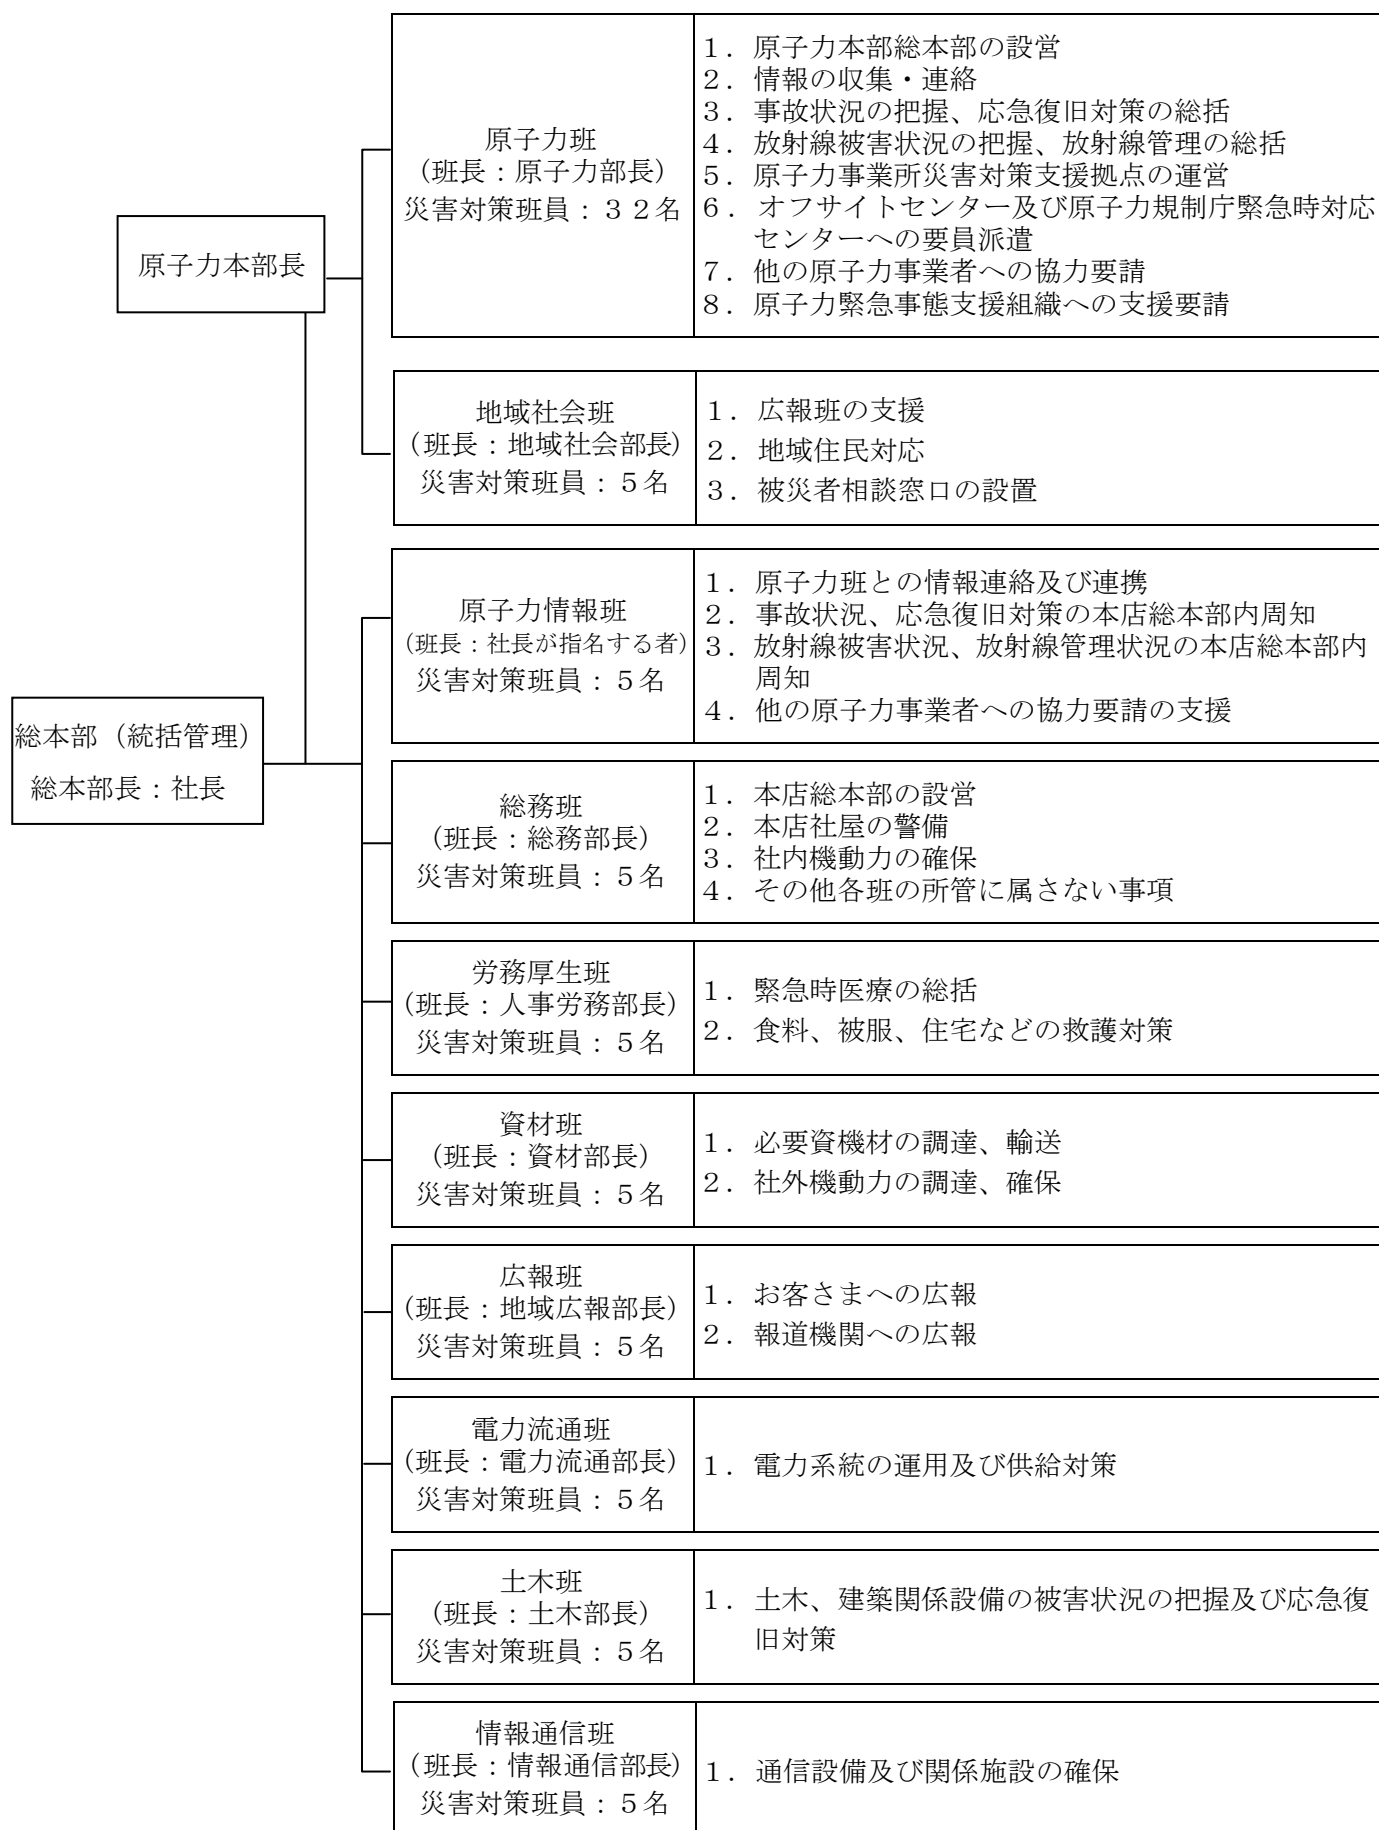 原子力本部長
原子力班
(班長：原子力部長)
災害対策班員：３２名
１．原子力本部総本部の設営
２．情報の収集・連絡
３．事故状況の把握、応急復旧対策の総括
４．放射線被害状況の把握、放射線管理の総括
５．原子力事業所災害対策支援拠点の運営
６．オフサイトセンター及び原子力規制庁緊急時対応
センターへの要員派遣
７．他の原子力事業者への協力要請
８．原子力緊急事態支援組織への支援要請
地域社会班
(班長：地域社会部長)
災害対策班員：５名
１．広報班の支援
２．地域住民対応
３．被災者相談窓口の設置
総本部（統括管理）
総本部長：社長
原子力情報班
(班長：社長が指名する者)
災害対策班員：５名
１．原子力班との情報連絡及び連携
２．事故状況、応急復旧対策の本店総本部内周知
３．放射線被害状況、放射線管理状況の本店総本部内
周知
４．他の原子力事業者への協力要請の支援
総務班
(班長：総務部長)
災害対策班員：５名
１．本店総本部の設営
２．本店社屋の警備
３．社内機動力の確保
４．その他各班の所管に属さない事項
労務厚生班
(班長：人事労務部長)
災害対策班員：５名
１．緊急時医療の総括
２．食料、被服、住宅などの救護対策
資材班
(班長：資材部長)
災害対策班員：５名
１．必要資機材の調達、輸送
２．社外機動力の調達、確保
広報班
(班長：地域広報部長)
災害対策班員：５名
１．お客さまへの広報
２．報道機関への広報
電力流通班
(班長：電力流通部長)
災害対策班員：５名
１．電力系統の運用及び供給対策
土木班
(班長：土木部長)
災害対策班員：５名
１．土木、建築関係設備の被害状況の把握及び応急復
旧対策
情報通信班
(班長：情報通信部長)
災害対策班員：５名
１．通信設備及び関係施設の確保